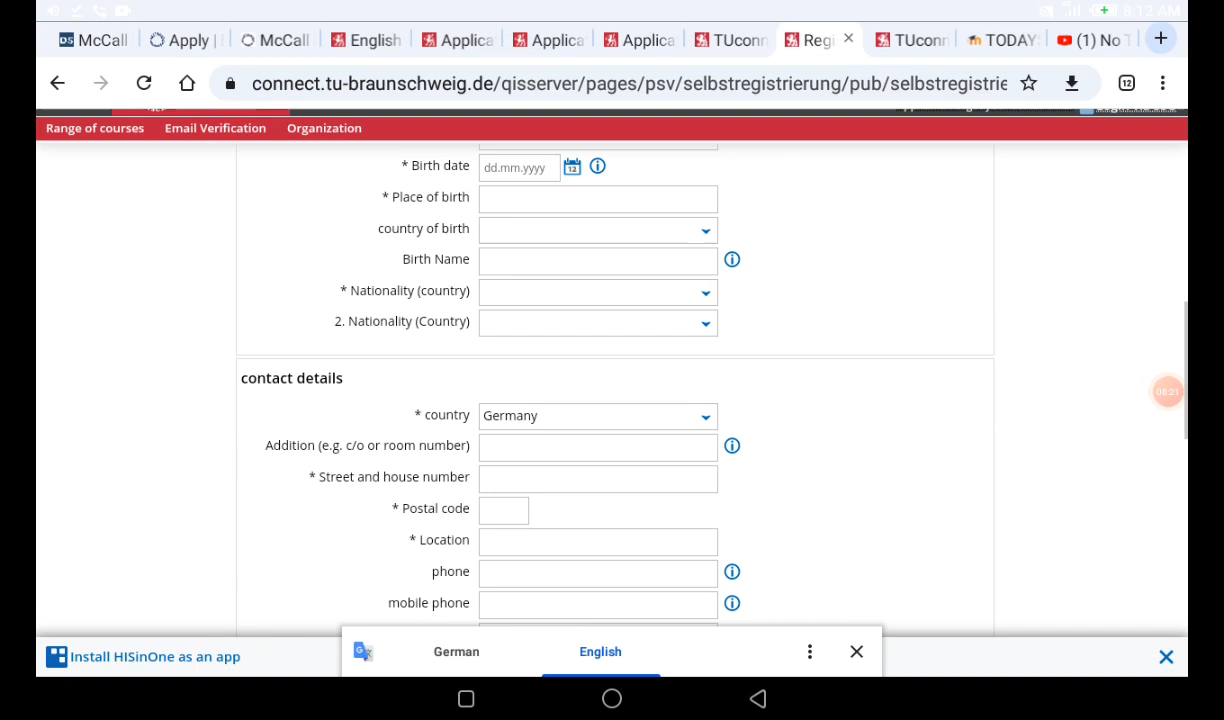 8:12 AM
DS McCall
Apply |
McCall
English
Applica
Applica
Applica
TUconn
Regi
TUconn
TODAY
(1) No T
connect.tu-braunschweig.de/qisserver/pages/psv/selbstregistrierung/pub/selbstregistrie
12
Range of courses Email Verification Organization
* Birth date dd.mm.yyyy 12
* Place of birth
country of birth
Birth Name
* Nationality (country)
2. Nationality (Country)
contact details
* country Germany
Addition (e.g. c/o or room number)
* Street and house number
* Postal code
* Location
phone
mobile phone
08:21
Install HISinOne as an app
German English